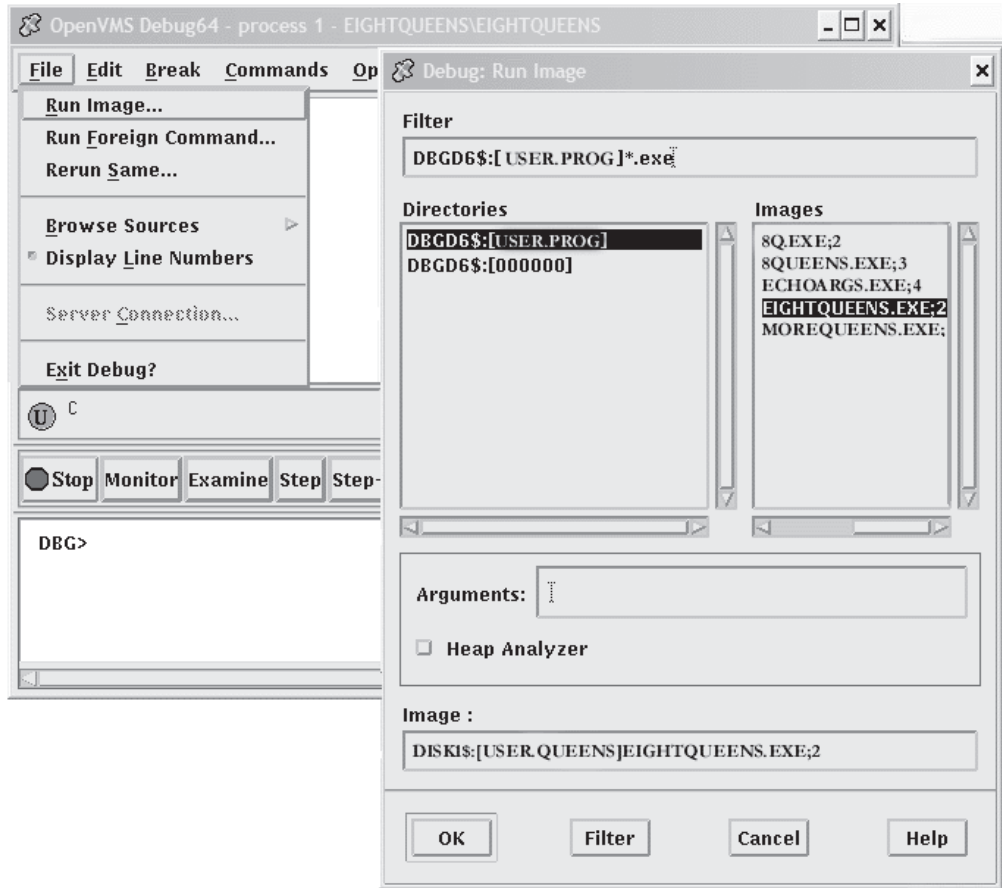 OpenVMS Debug64 - process 1 - EIGHTQUEENS\EIGHTQUEENS
File Edit Break Commands Op
Run Image...
Run Foreign Command...
Rerun Same...
Browse Sources
Display Line Numbers
Server Connection...
Exit Debug?
U C
Stop Monitor Examine Step Step-
DBG>
Debug: Run Image
Filter
DBGD6$:[USER.PROG]*.exe
Directories
DBGD6$:[USER.PROG]
DBGD6$:[000000]
Images
8Q.EXE;2
8QUEENS.EXE;3
ECHOARGS.EXE;4
EIGHTQUEENS.EXE;2
MOREQUEENS.EXE;
Arguments:
Heap Analyzer
Image :
DISK1$:[USER.QUEENS]EIGHTQUEENS.EXE;2
OK Filter Cancel Help